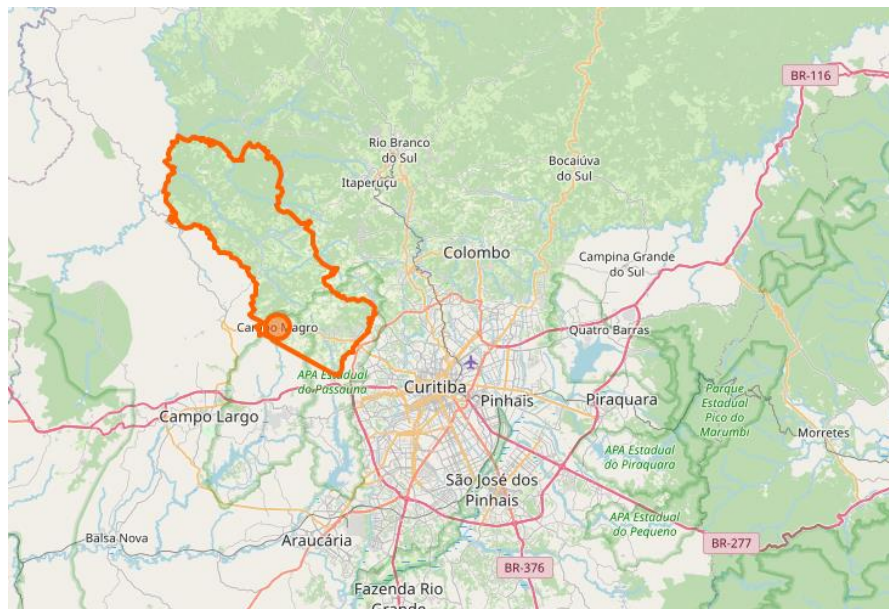 BR-116
Rio Branco
do Sul
Itaperuçu
Bocaiúva
do Sul
Colombo
Campina Grande
do Sul
Campo Magro
Quatro Barras
APA Estadual
do Passaúna
Curitiba
Pinhais
Piraquara
Parque
Estadual
Pico do
Marumbi
Campo Largo
Morretes
APA Estadual
do Piraquara
São José dos
Pinhais
APA Estadual
do Pequeno
Balsa Nova
Araucária
BR-277
BR-376
Fazenda Rio
Grande